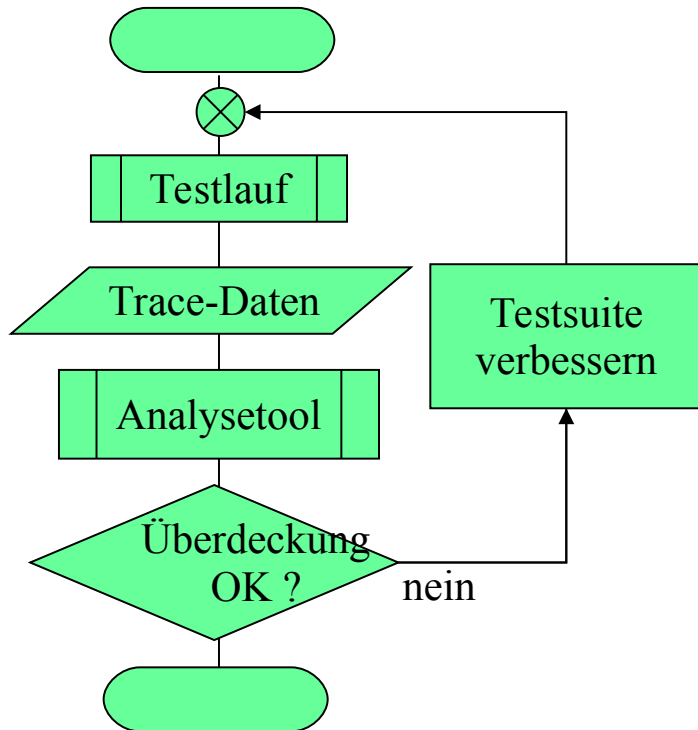 Testlauf
Trace-Daten
Analysetool
Überdeckung
OK ?
nein
Testsuite
verbessern